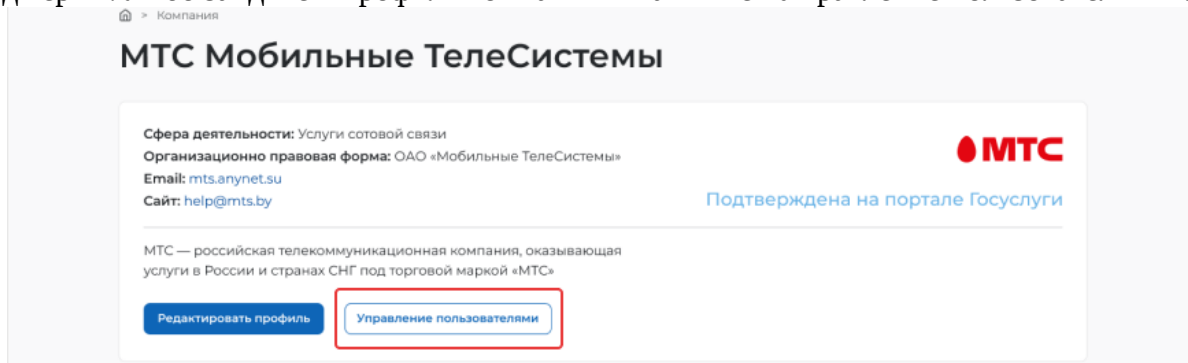 > Компания
МТС Мобильные ТелеСистемы
Сфера деятельности: Услуги сотовой связи
Организационно правовая форма: ОАО «Мобильные ТелеСистемы»
Email: mts.anynet.su
Сайт: help@mts.by
МТС
Подтверждена на портале Госуслуги
МТС — российская телекоммуникационная компания, оказывающая
услуги в России и странах СНГ под торговой маркой «МТС»
Редактировать профиль
Управление пользователями